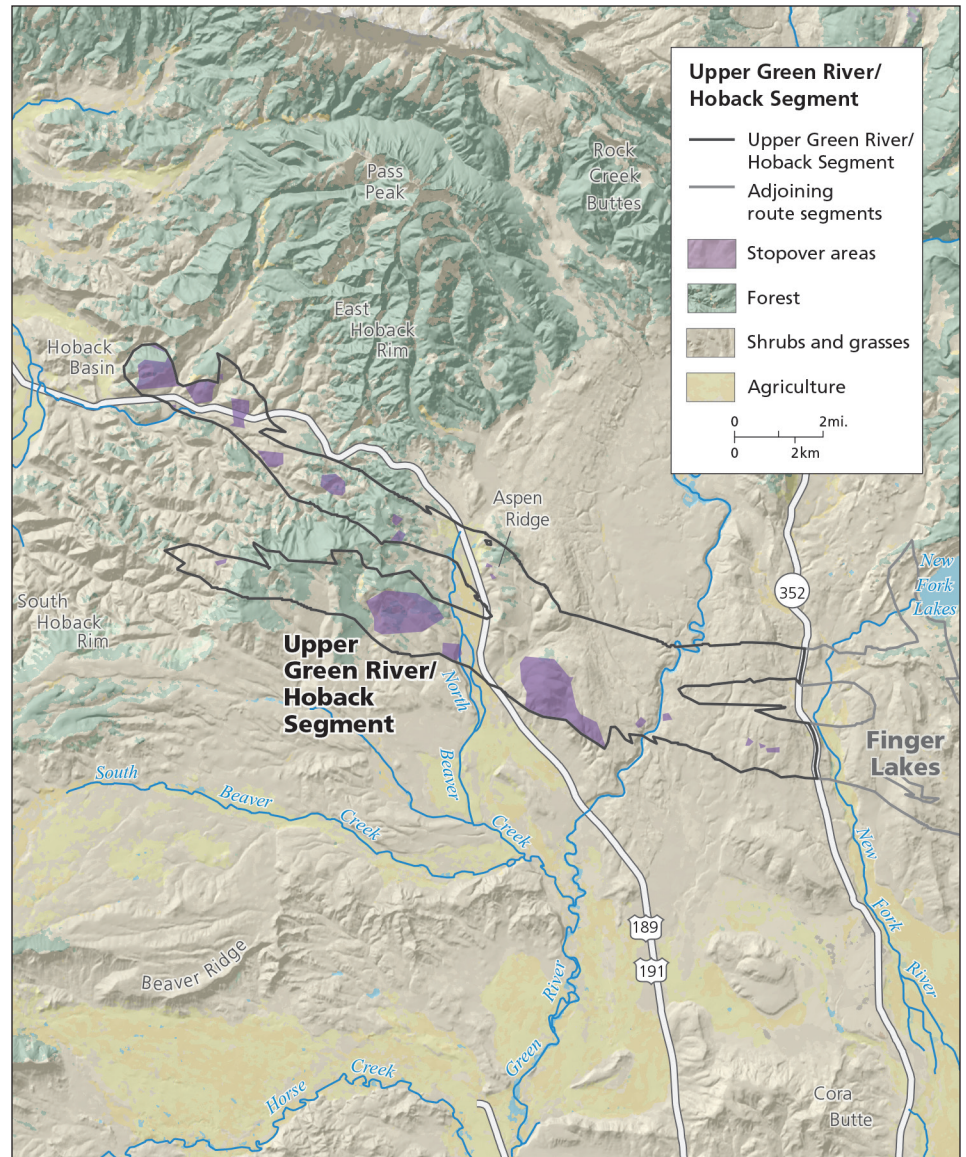 Upper Green River/
Hoback Segment
Upper Green River/
Hoback Segment
Adjoining
route segments
Stopover areas
Forest
Shrubs and grasses
Agriculture
0 2mi.
0 2km
Rock
Creek
Buttes
Pass
Peak
East
Hoback
Rim
Hoback
Basin
Aspen
Ridge
352
New
Fork
Lakes
South
Hoback
Rim
Upper
Green River/
Hoback
Segment
North
Beaver
Creek
Finger
Lakes
South
Beaver
Creek
New
Fork
River
189
191
Beaver Ridge
Green
River
Horse
Creek
Cora
Butte